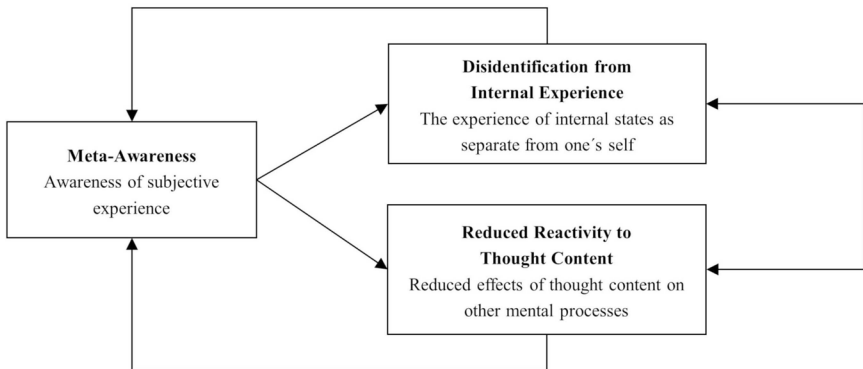 Disidentification from
Internal Experience
The experience of internal states as
separate from one´s self
Meta-Awareness
Awareness of subjective
experience
Reduced Reactivity to
Thought Content
Reduced effects of thought content on
other mental processes